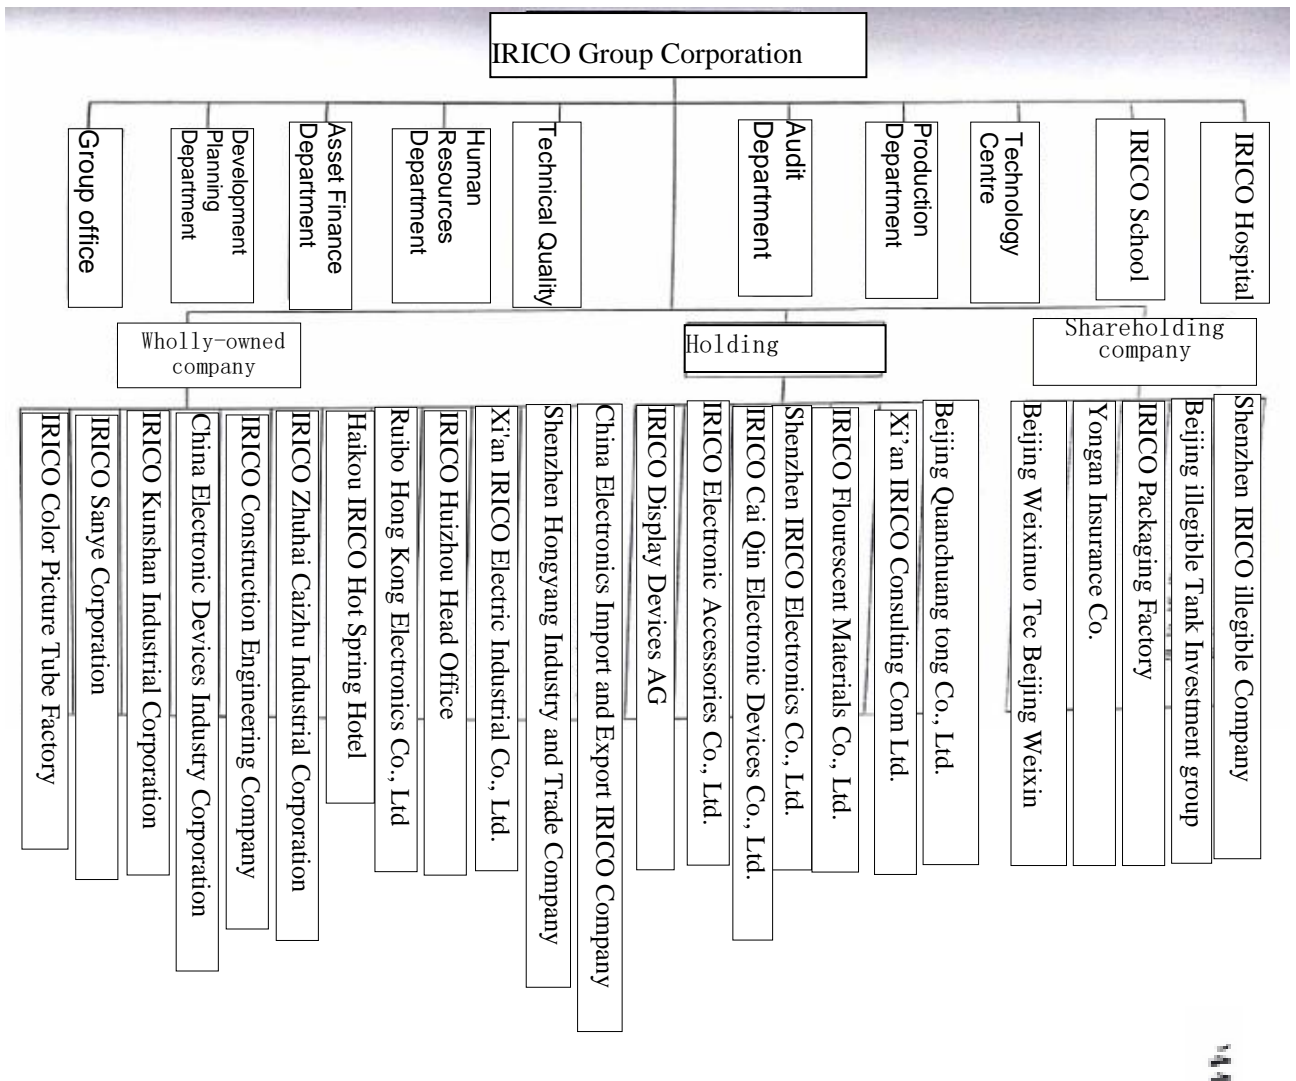 IRICO Group Corporation
Group office
Development
Planning
Department
Asset Finance
Department
Human
Resources
Department
Technical Quality
Audit
Department
Production
Department
Technology
Centre
IRICO School
IRICO Hospital
Wholly-owned
company
Holding
Shareholding
company
IRICO Color Picture Tube Factory
IRICO Sanye Corporation
IRICO Kunshan Industrial Corporation
China Electronic Devices Industry Corporation
IRICO Construction Engineering Company
IRICO Zhuhai Caizhu Industrial Corporation
Haikou IRICO Hot Spring Hotel
Ruibo Hong Kong Electronics Co., Ltd
IRICO Huizhou Head Office
Xi'an IRICO Electric Industrial Co., Ltd.
Shenzhen Hongyang Industry and Trade Company
China Electronics Import and Export IRICO Company
IRICO Display Devices AG
IRICO Electronic Accessories Co., Ltd.
IRICO Cai Qin Electronic Devices Co., Ltd.
Shenzhen IRICO Electronics Co., Ltd.
IRICO Flourescent Materials Co., Ltd.
Xi’an IRICO Consulting Com Ltd.
Beijing Quanchuang tong Co., Ltd.
Beijing Weixinuo Tec Beijing Weixin
Yongan Insurance Co.
IRICO Packaging Factory
Beijing illegible Tank Investment group
Shenzhen IRICO illegible Company